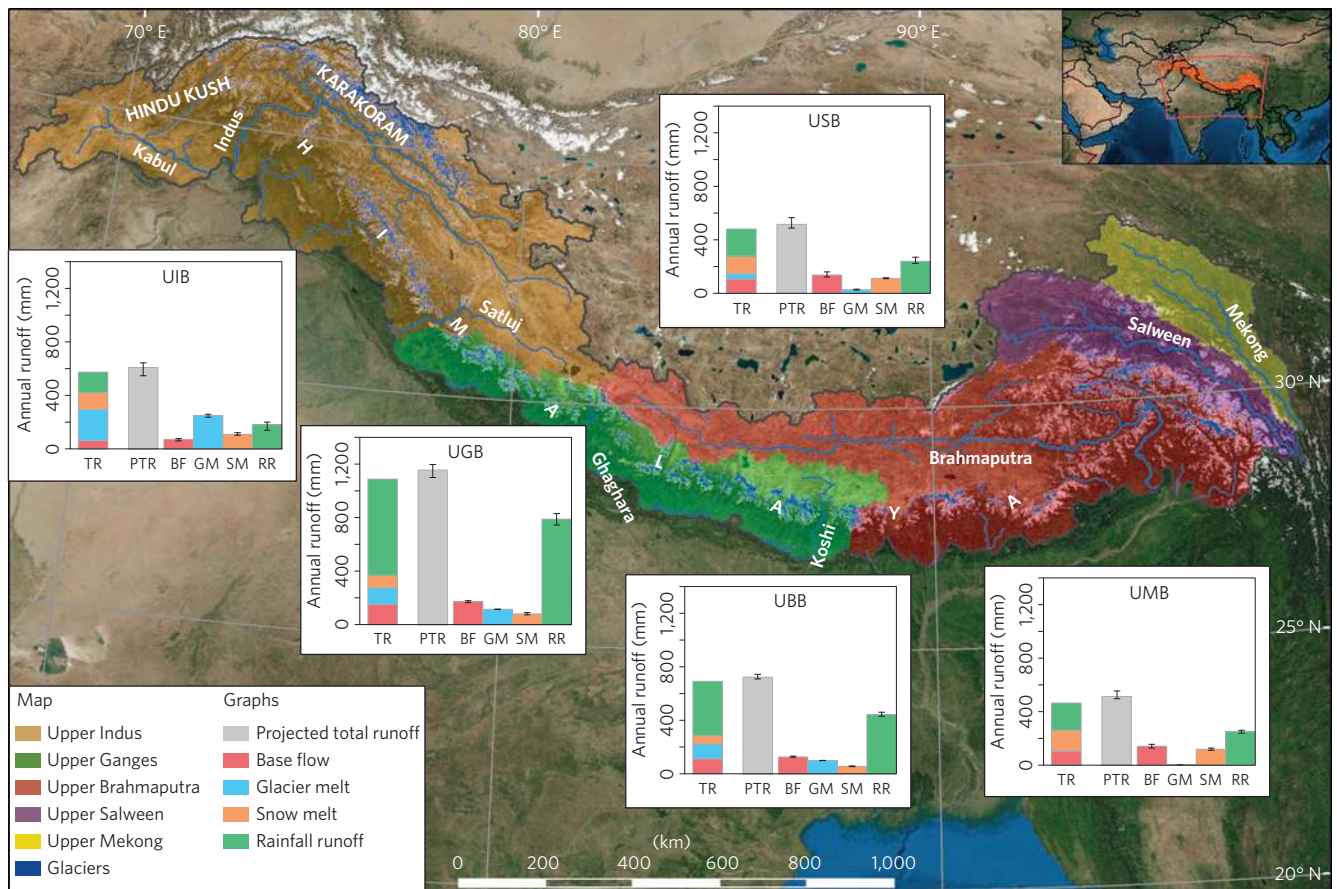 70° E
80° E
90° E
HINDU KUSH
KARAKORAM
Indus
Kabul
H
I
M
A
L
A
Y
A
Satluj
Ghaghara
Koshi
Brahmaputra
Salween
Mekong
30° N
25° N
20° N
USB
Annual runoff (mm)
1,200
800
400
0
TR PTR BF GM SM RR
UIB
Annual runoff (mm)
1,200
800
400
0
TR PTR BF GM SM RR
UGB
Annual runoff (mm)
1,200
800
400
0
TR PTR BF GM SM RR
UBB
Annual runoff (mm)
1,200
800
400
0
TR PTR BF GM SM RR
UMB
Annual runoff (mm)
1,200
800
400
0
TR PTR BF GM SM RR
Map
Upper Indus
Upper Ganges
Upper Brahmaputra
Upper Salween
Upper Mekong
Glaciers
Graphs
Projected total runoff
Base flow
Glacier melt
Snow melt
Rainfall runoff
(km)
0 200 400 600 800 1,000